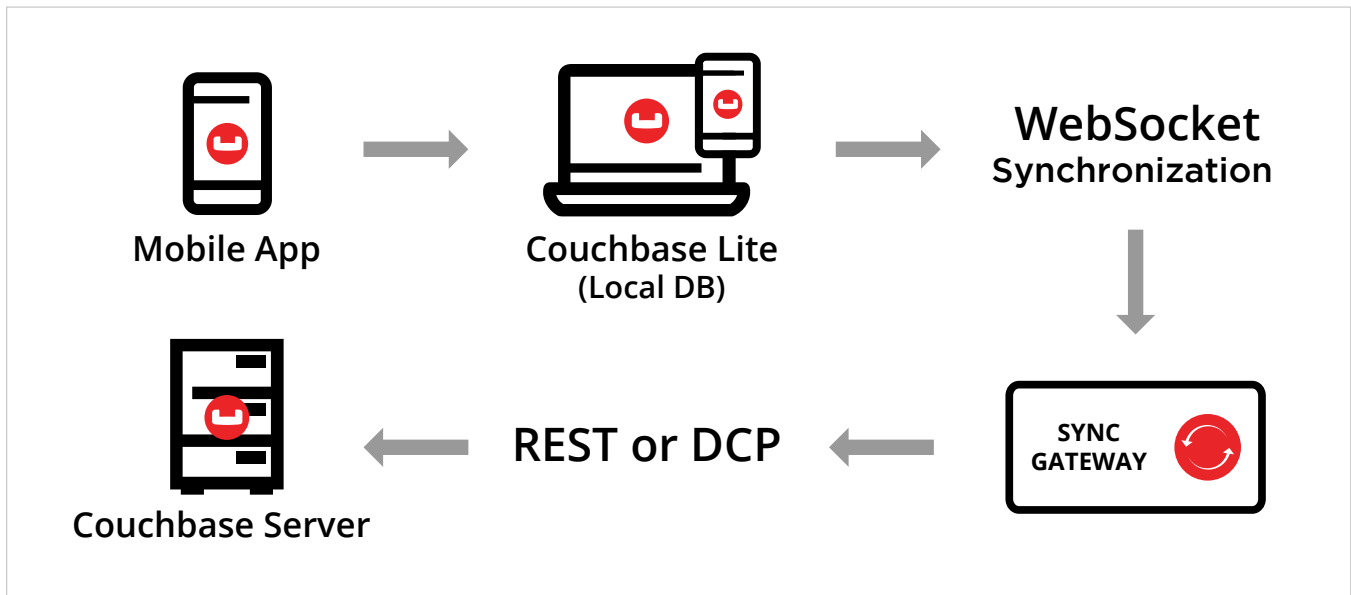 Mobile App
Couchbase Lite
(Local DB)
WebSocket
Synchronization
SYNC
GATEWAY
REST or DCP
Couchbase Server